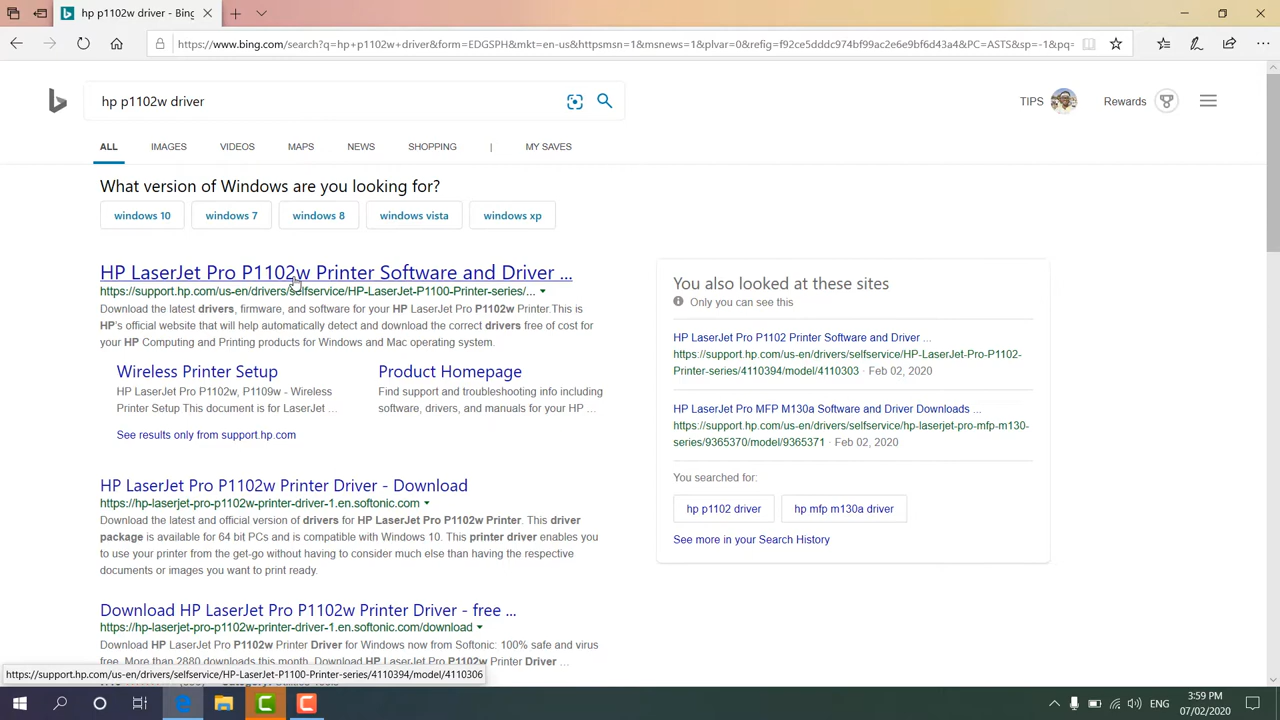 hp p1102w driver - Bing
https://www.bing.com/search?q=hp+p1102w+driver&form=EDGSPH&mkt=en-us&httpsmsn=1&msnews=1&plvar=0&refig=f92ce5dddc974bf99ac2e6e9bf6d43a4&PC=ASTS&sp=-1&pq=
hp p1102w driver
TIPS
Rewards
ALL IMAGES VIDEOS MAPS NEWS SHOPPING | MY SAVES
What version of Windows are you looking for?
windows 10 windows 7 windows 8 windows vista windows xp
HP LaserJet Pro P1102w Printer Software and Driver ...
https://support.hp.com/us-en/drivers/selfservice/HP-LaserJet-P1100-Printer-series/...
Download the latest drivers, firmware, and software for your HP LaserJet Pro P1102w Printer.This is
HP's official website that will help automatically detect and download the correct drivers free of cost for
your HP Computing and Printing products for Windows and Mac operating system.
Wireless Printer Setup
HP LaserJet Pro P1102w, P1109w - Wireless
Printer Setup This document is for LaserJet ...
Product Homepage
Find support and troubleshooting info including
software, drivers, and manuals for your HP ...
See results only from support.hp.com
HP LaserJet Pro P1102w Printer Driver - Download
https://hp-laserjet-pro-p1102w-printer-driver-1.en.softonic.com
Download the latest and official version of drivers for HP LaserJet Pro P1102w Printer. This driver
package is available for 64 bit PCs and is compatible with Windows 10. This printer driver enables you
to use your printer from the get-go without having to consider much else than having the respective
documents or images you want to print ready.
Download HP LaserJet Pro P1102w Printer Driver - free ...
https://hp-laserjet-pro-p1102w-printer-driver-1.en.softonic.com/download
Download HP LaserJet Pro P1102w Printer Driver for Windows now from Softonic: 100% safe and virus
free. More than 2880 downloads this month. Download HP LaserJet Pro P1102w Printer Driver ...
You also looked at these sites
Only you can see this
HP LaserJet Pro P1102 Printer Software and Driver ...
https://support.hp.com/us-en/drivers/selfservice/HP-LaserJet-Pro-P1102-
Printer-series/4110394/model/4110303 · Feb 02, 2020
HP LaserJet Pro MFP M130a Software and Driver Downloads ...
https://support.hp.com/us-en/drivers/selfservice/hp-laserjet-pro-mfp-m130-
series/9365370/model/9365371 · Feb 02, 2020
You searched for:
hp p1102 driver hp mfp m130a driver
See more in your Search History
https://support.hp.com/us-en/drivers/selfservice/HP-LaserJet-P1100-Printer-series/4110394/model/4110306
ENG
3:59 PM
07/02/2020